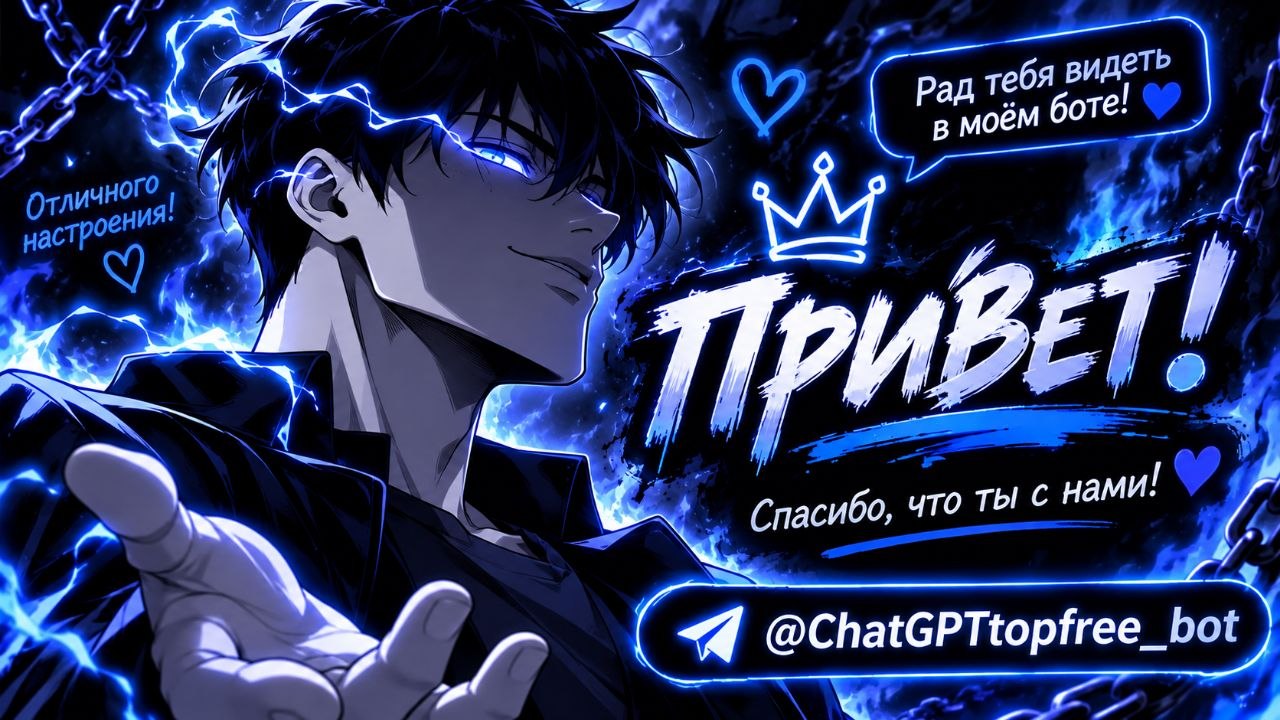 Рад тебя видеть
в моём боте!
Отличного
настроения!
ПРИВЕТ!
Спасибо, что ты с нами!
@ChatGPTtopfree_bot